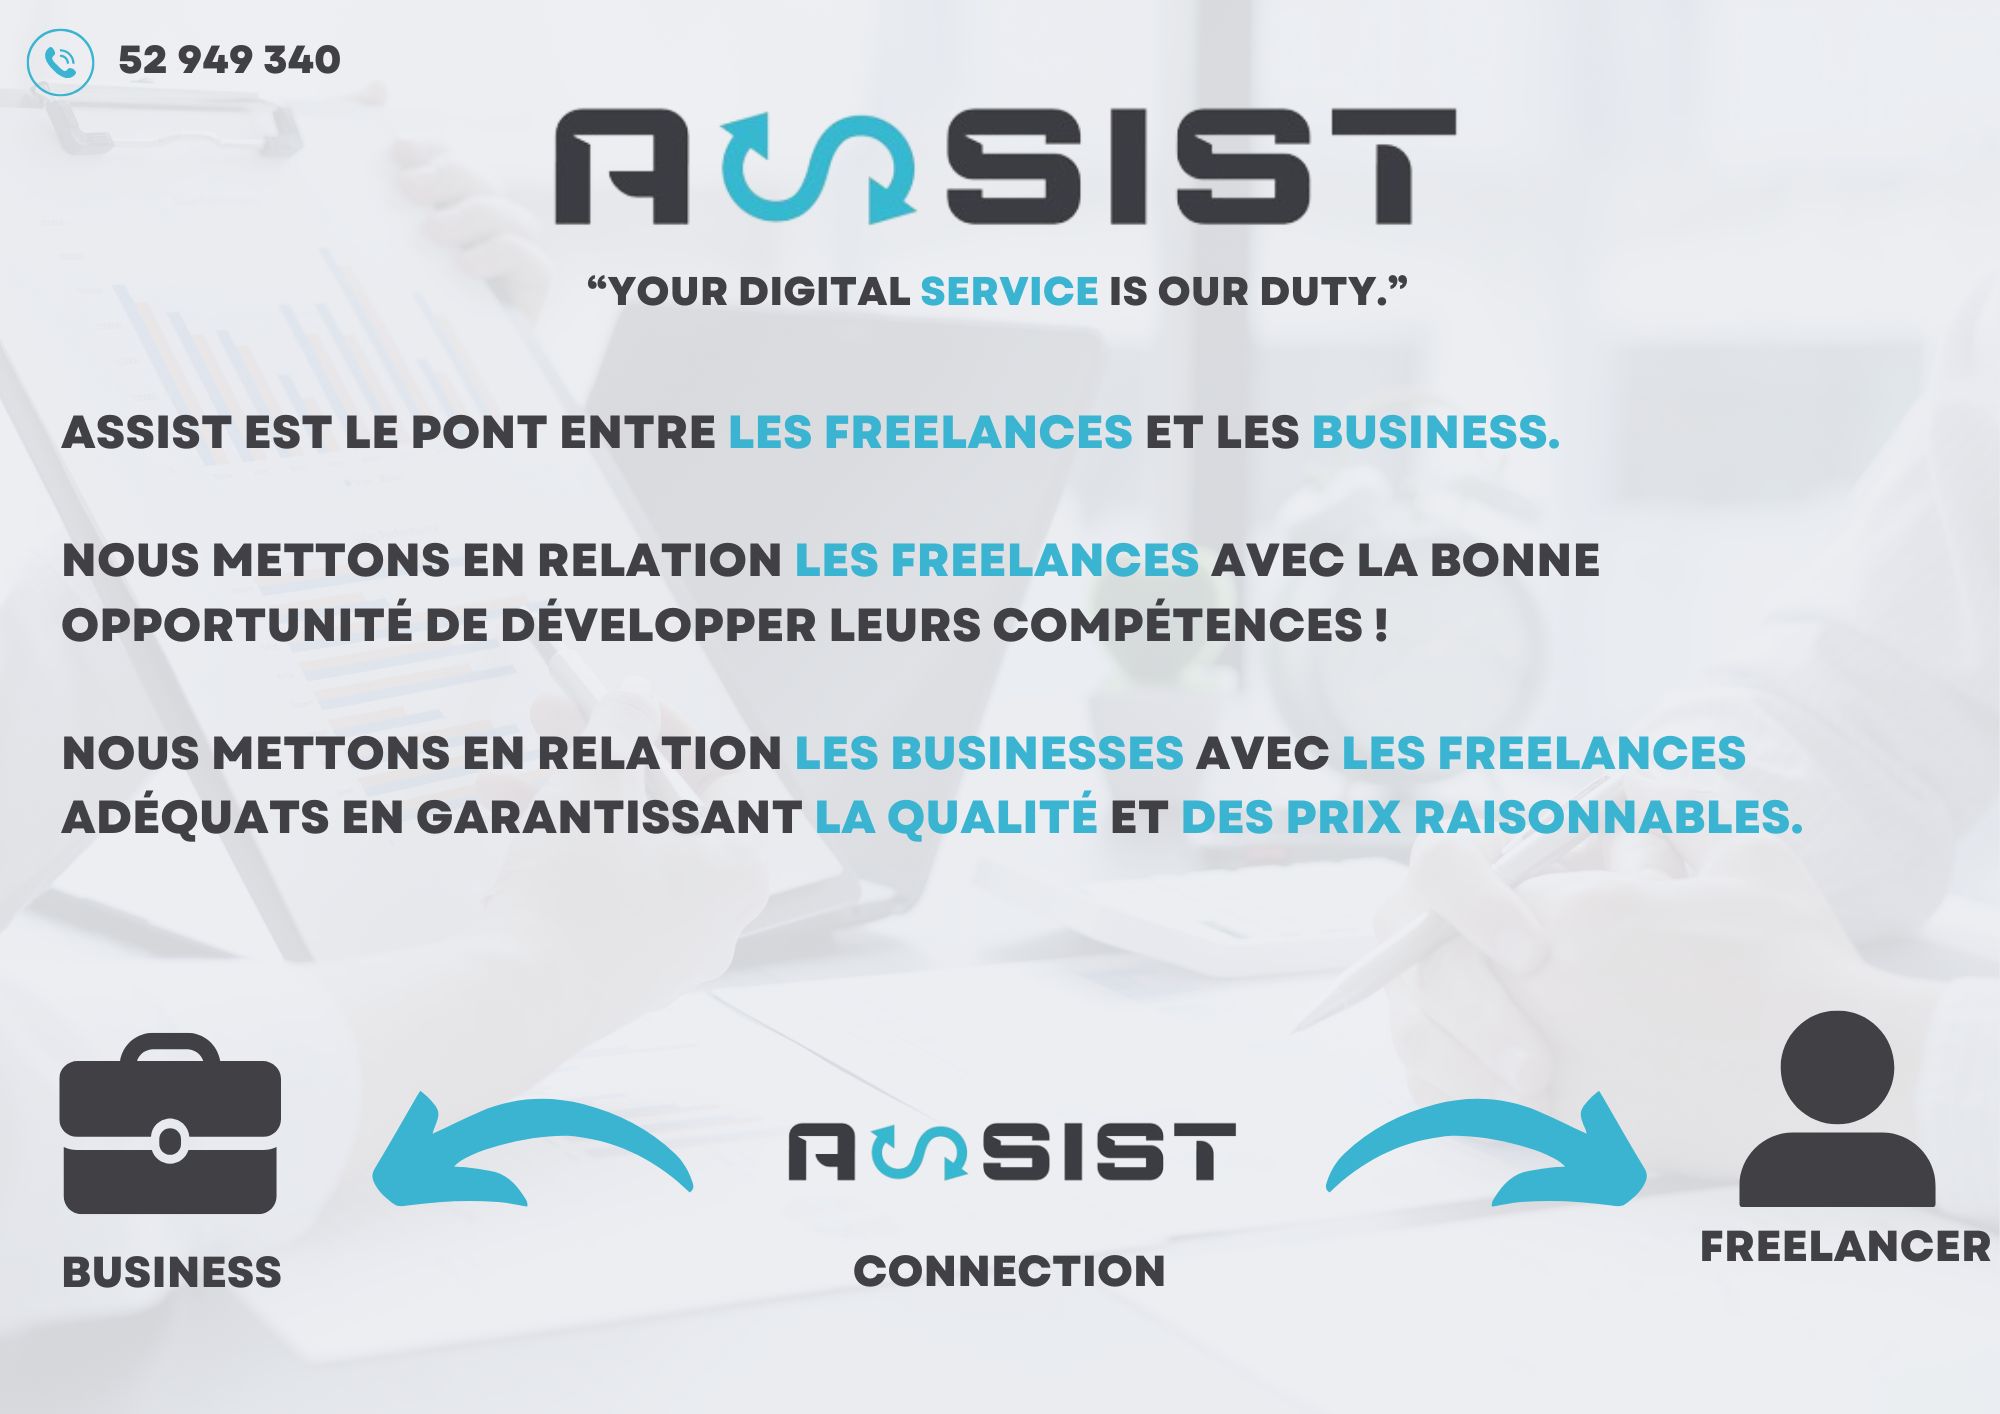 52 949 340
ASSIST
“YOUR DIGITAL SERVICE IS OUR DUTY.”
ASSIST EST LE PONT ENTRE LES FREELANCES ET LES BUSINESS.
NOUS METTONS EN RELATION LES FREELANCES AVEC LA BONNE
OPPORTUNITÉ DE DÉVELOPPER LEURS COMPÉTENCES !
NOUS METTONS EN RELATION LES BUSINESSES AVEC LES FREELANCES
ADÉQUATS EN GARANTISSANT LA QUALITÉ ET DES PRIX RAISONNABLES.
ASSIST
BUSINESS
CONNECTION
FREELANCER